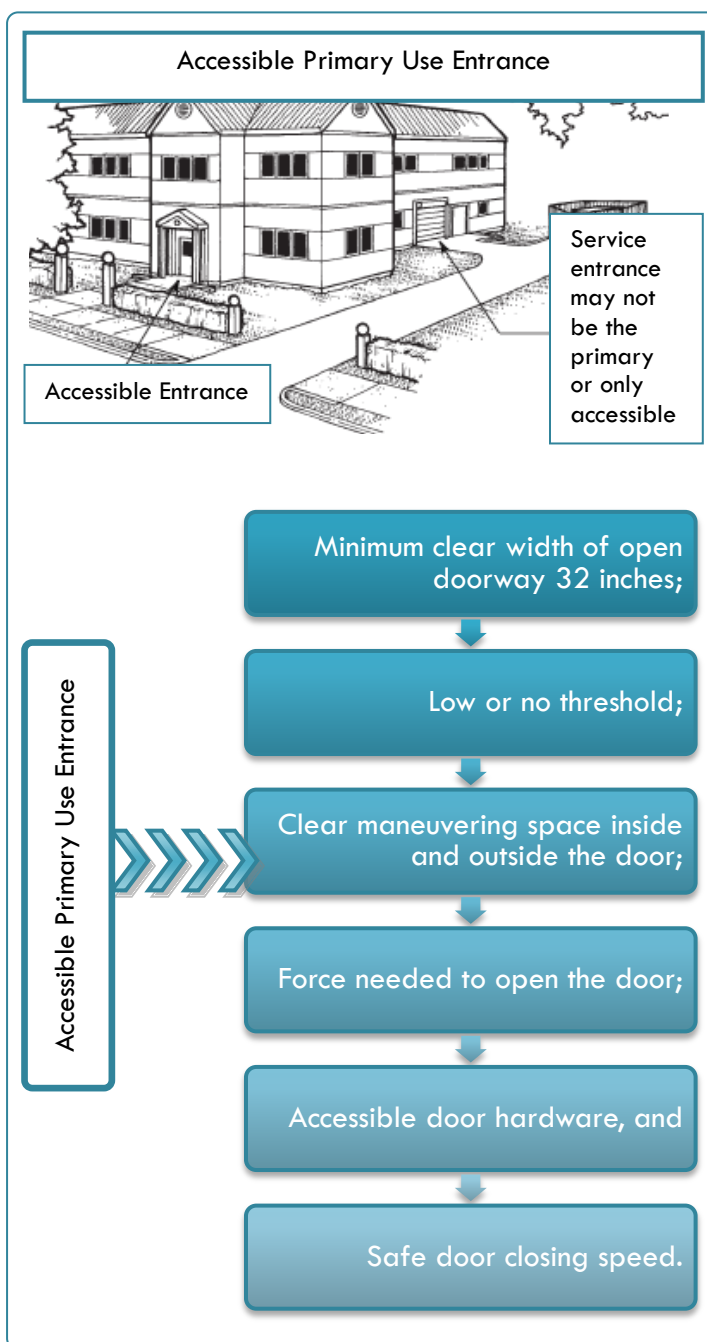 Accessible Primary Use Entrance
Service
entrance
may not
be the
primary
or only
accessible
Accessible Entrance
Accessible Primary Use Entrance
Minimum clear width of open
doorway 32 inches;
Low or no threshold;
Clear maneuvering space inside
and outside the door;
Force needed to open the door;
Accessible door hardware, and
Safe door closing speed.